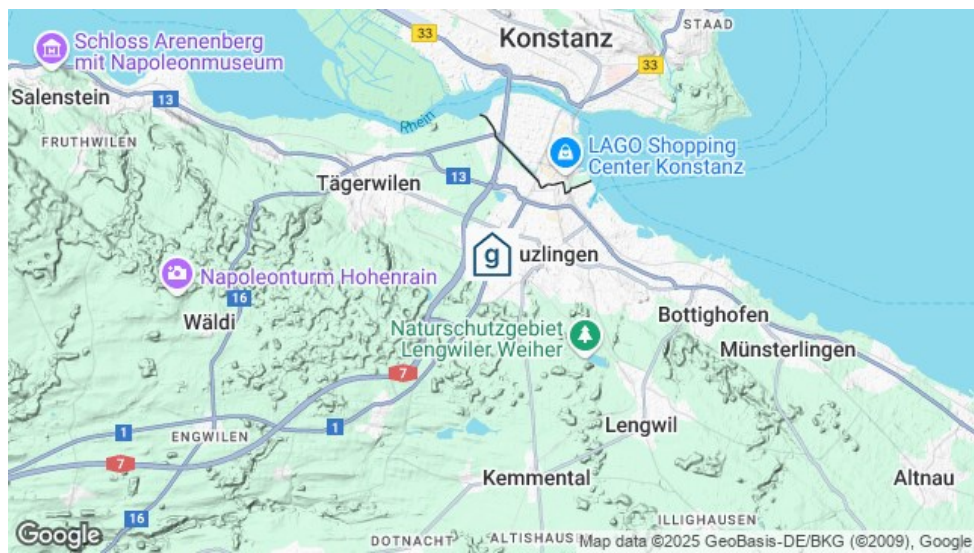 STAAD
33
Konstanz
33
Schloss Arenenberg
mit Napoleonmuseum
Salenstein
13
Rhein
FRUTHWILEN
LAGO Shopping
Center Konstanz
13
Tägerwilen
g
uzlingen
Napoleonturm Hohenrain
16
Wäldi
Bottighofen
Naturschutzgebiet
Lengwiler Weiher
Münsterlingen
7
1
ENGWILEN
1
Lengwil
7
Kemmental
Altnau
16
ILLIGHAUSEN
Google
DOTNACHT
ALTISHAUS
Map data ©2025 GeoBasis-DE/BKG (©2009), Google